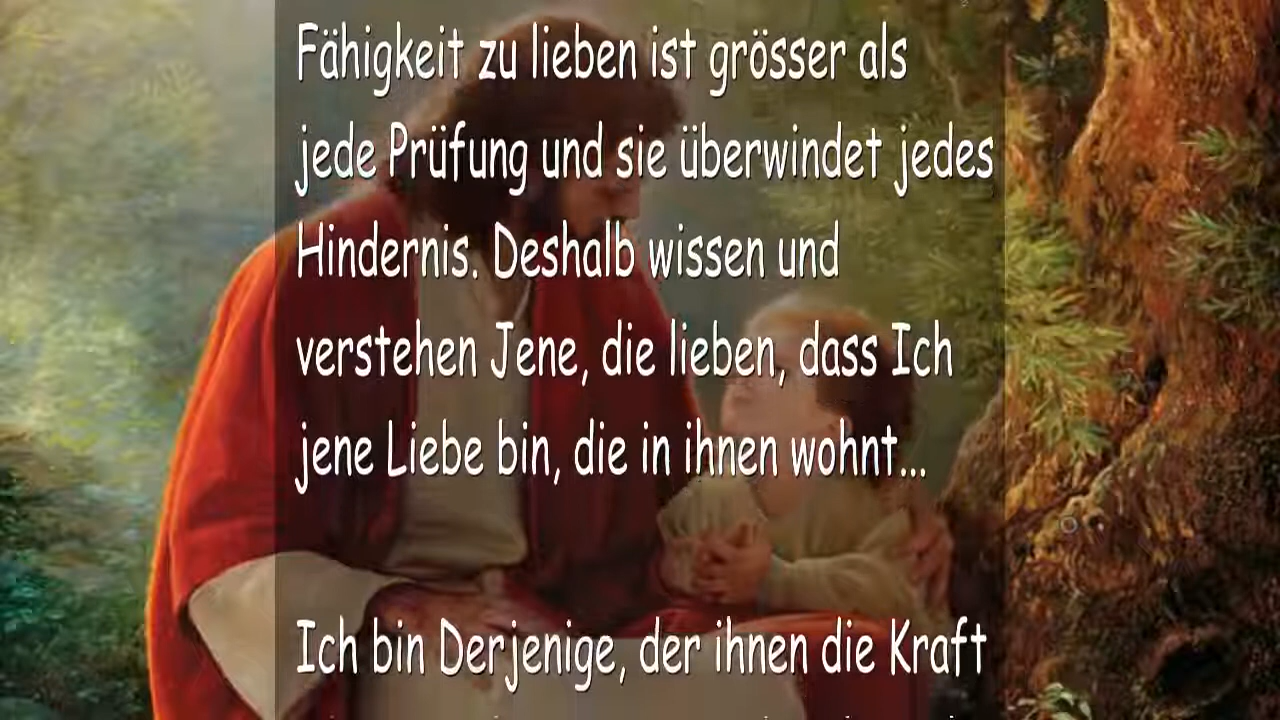 Fähigkeit zu lieben ist grösser als
jede Prüfung und sie überwindet jedes
Hindernis. Deshalb wissen und
verstehen Jene, die lieben, dass Ich
jene Liebe bin, die in ihnen wohnt...
Ich bin Derjenige, der ihnen die Kraft